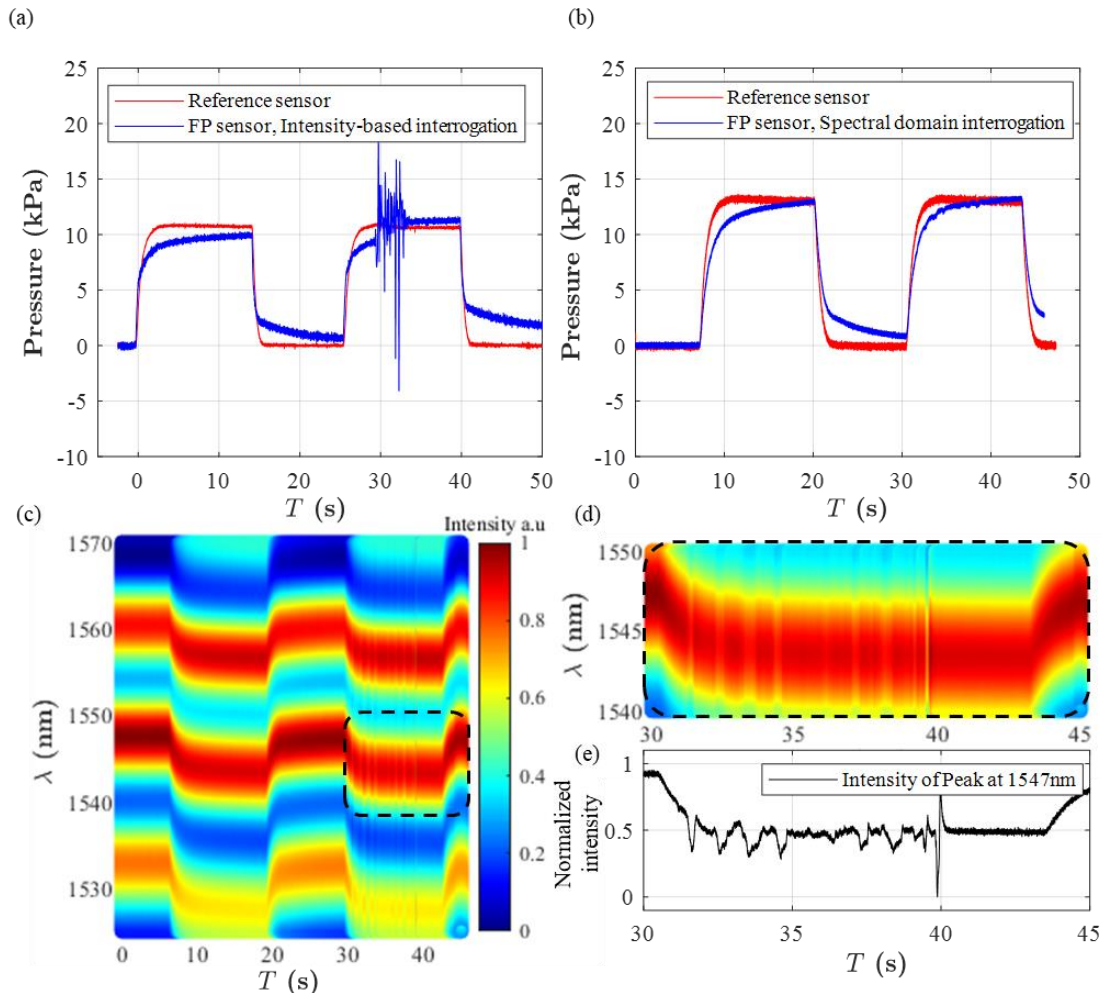 (a)
25
20
15
10
5
0
-5
-10
Pressure (kPa)
Reference sensor
FP sensor, Intensity-based interrogation
0 10 20 30 40 50
T (s)
(b)
25
20
15
10
5
0
-5
-10
Pressure (kPa)
Reference sensor
FP sensor, Spectral domain interrogation
0 10 20 30 40 50
T (s)
(c)
Intensity a.u
1570
1560
1550
1540
1530
λ (nm)
1
0.8
0.6
0.4
0.2
0
0 10 20 30 40
T (s)
(d)
1550
1545
1540
λ (nm)
30 35 40 45
(e)
Intensity of Peak at 1547nm
1
0.5
0
Normalized
intensity
30 35 40 45
T (s)